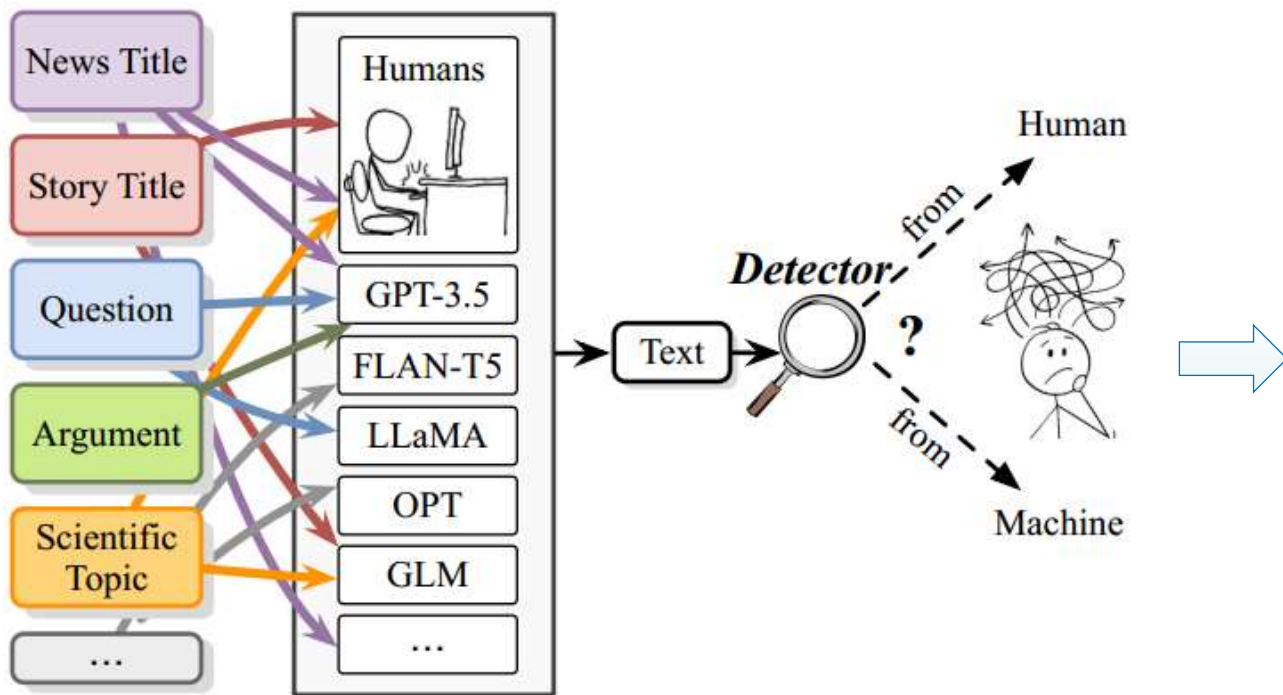 News Title
Story Title
Question
Argument
Scientific
Topic
...
Humans
GPT-3.5
FLAN-T5
LLaMA
OPT
GLM
...
Text
Detector
?
from
from
Human
Machine